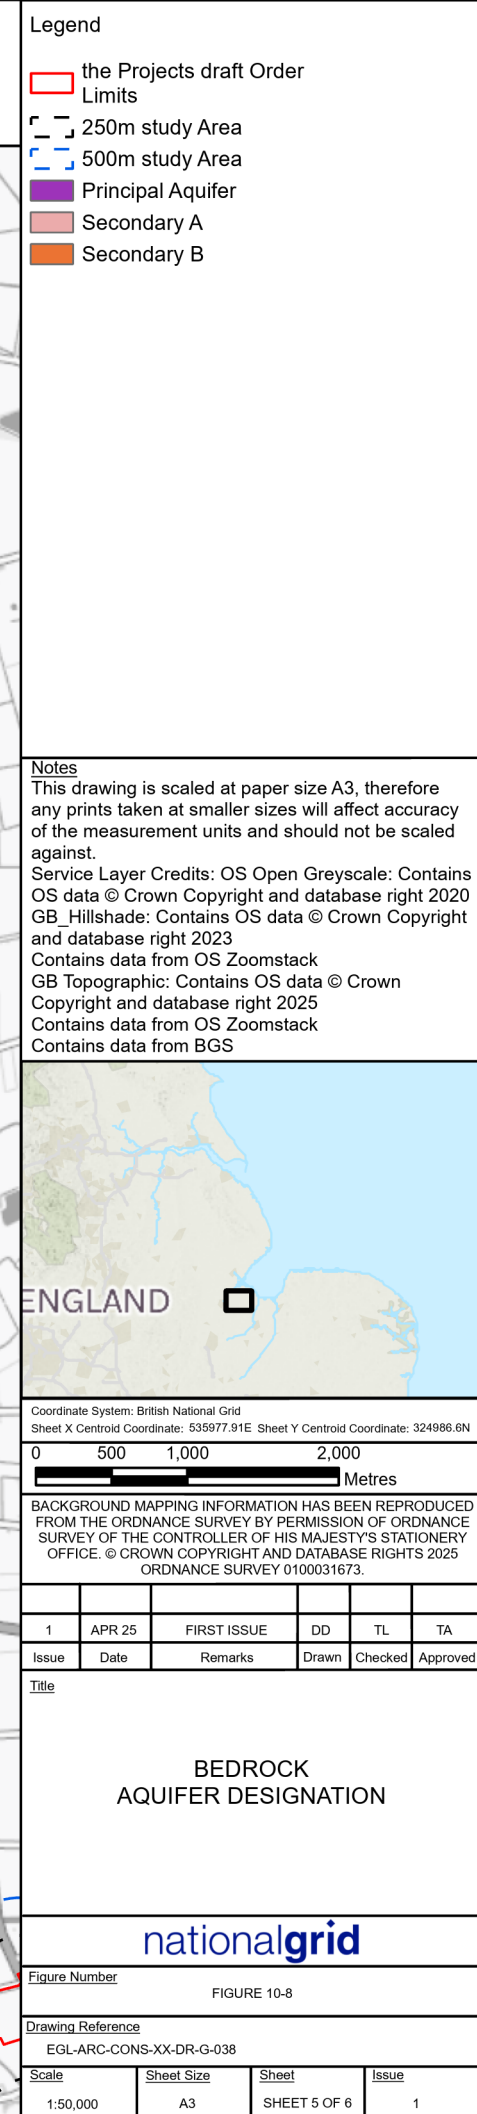 Legend
the Projects draft Order
Limits
250m study Area
500m study Area
Principal Aquifer
Secondary A
Secondary B
Notes
This drawing is scaled at paper size A3, therefore
any prints taken at smaller sizes will affect accuracy
of the measurement units and should not be scaled
against.
Service Layer Credits: OS Open Greyscale: Contains
OS data © Crown Copyright and database right 2020
GB_Hillshade: Contains OS data © Crown Copyright
and database right 2023
Contains data from OS Zoomstack
GB Topographic: Contains OS data © Crown
Copyright and database right 2025
Contains data from OS Zoomstack
Contains data from BGS
ENGLAND
Coordinate System: British National Grid
Sheet X Centroid Coordinate: 535977.91E Sheet Y Centroid Coordinate: 324986.6N
0 500 1,000 2,000
Metres
BACKGROUND MAPPING INFORMATION HAS BEEN REPRODUCED
FROM THE ORDNANCE SURVEY BY PERMISSION OF ORDNANCE
SURVEY OF THE CONTROLLER OF HIS MAJESTY'S STATIONERY
OFFICE. © CROWN COPYRIGHT AND DATABASE RIGHTS 2025
ORDNANCE SURVEY 0100031673.
1 APR 25 FIRST ISSUE DD TL TA
Issue Date Remarks Drawn Checked Approved
Title
BEDROCK
AQUIFER DESIGNATION
nationalgrid
Figure Number
FIGURE 10-8
Drawing Reference
EGL-ARC-CONS-XX-DR-G-038
Scale Sheet Size Sheet Issue
1:50,000 A3 SHEET 5 OF 6 1